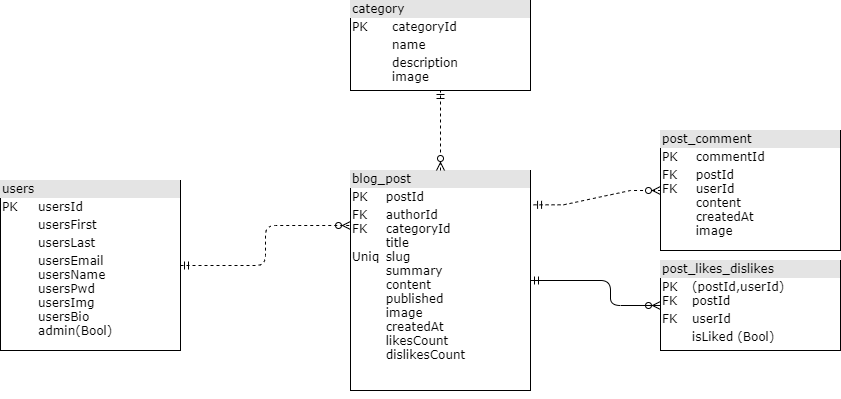 category
PK categoryId
name
description
image
users
PK usersId
usersFirst
usersLast
usersEmail
usersName
usersPwd
usersImg
usersBio
admin(Bool)
blog_post
PK postId
FK authorId
FK categoryId
title
Uniq slug
summary
content
published
image
createdAt
likesCount
dislikesCount
post_comment
PK commentId
FK postId
FK userId
content
createdAt
image
post_likes_dislikes
PK (postId,userId)
FK postId
FK userId
isLiked (Bool)